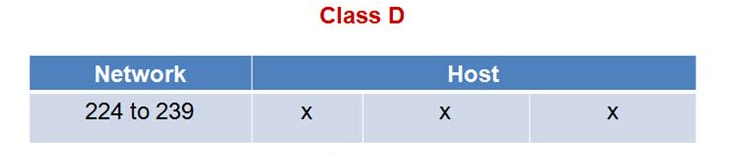 Class D
Network Host
224 to 239 x x x